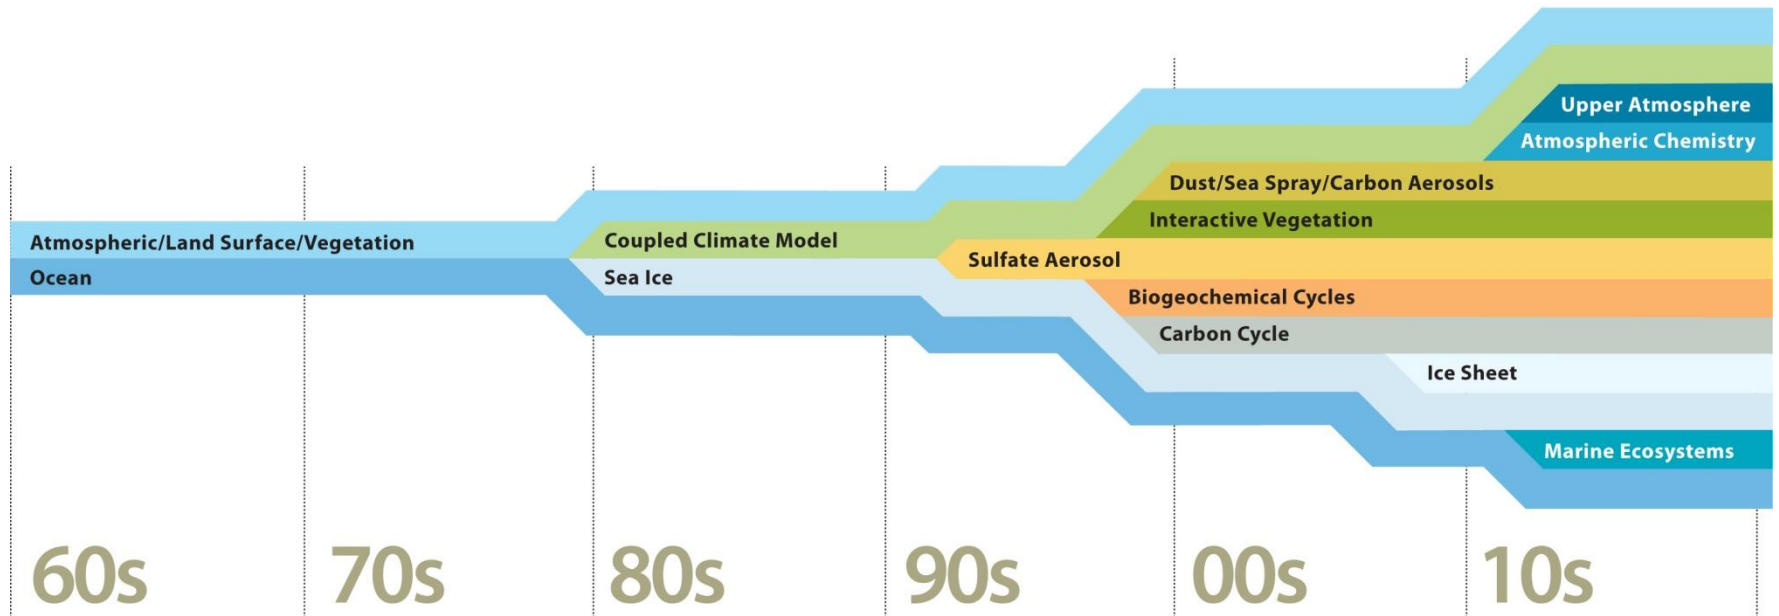 Upper Atmosphere
Atmospheric Chemistry
Dust/Sea Spray/Carbon Aerosols
Interactive Vegetation
Atmospheric/Land Surface/Vegetation
Coupled Climate Model
Sulfate Aerosol
Ocean
Sea Ice
Biogeochemical Cycles
Carbon Cycle
Ice Sheet
Marine Ecosystems
60s 70s 80s 90s 00s 10s